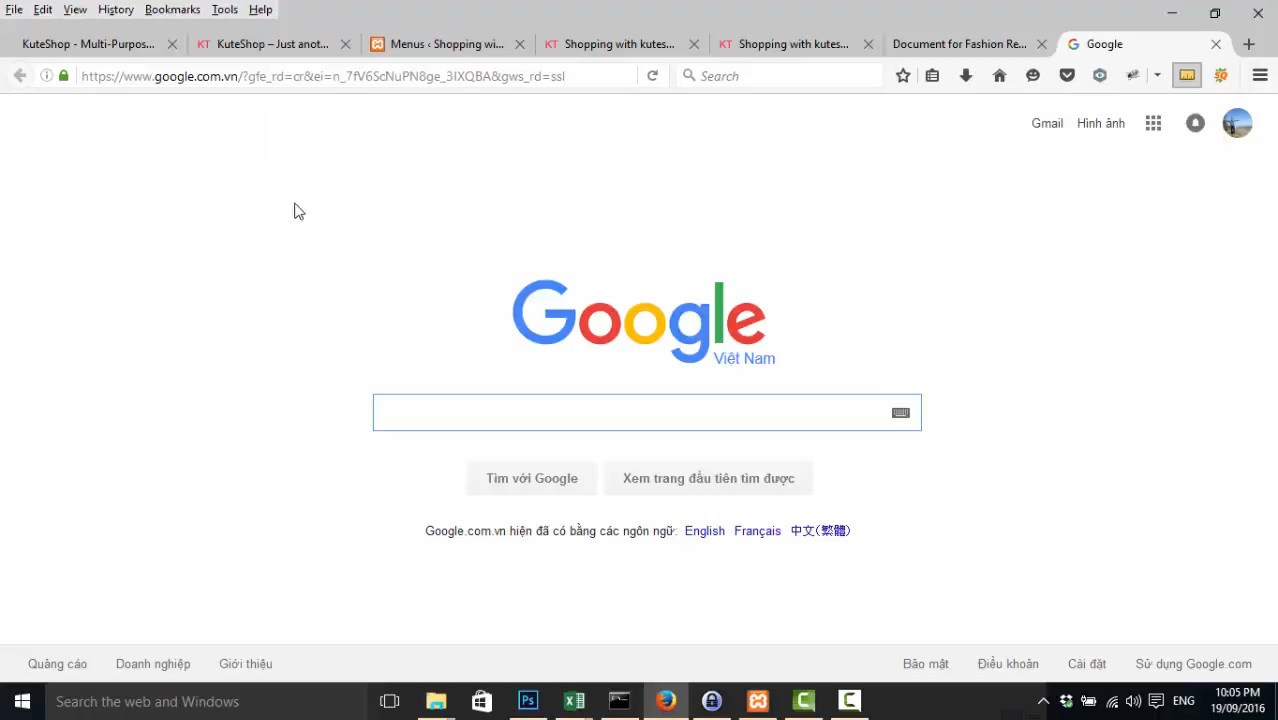 File Edit View History Bookmarks Tools Help
KuteShop - Multi-Purpos... KT KuteShop – Just anot... Menus ‹ Shopping wi... KT Shopping with kutes... KT Shopping with kutes... Document for Fashion Re... Google
https://www.google.com.vn/?gfe_rd=cr&ei=n_7fV6ScNuPN8ge_3IXQBA&gws_rd=ssl Search
Gmail Hình ảnh
Google
Việt Nam
Tìm với Google Xem trang đầu tiên tìm được
Google.com.vn hiện đã có bằng các ngôn ngữ: English Français 中文(繁體)
Quảng cáo Doanh nghiệp Giới thiệu Bảo mật Điều khoản Cài đặt Sử dụng Google.com
Search the web and Windows Ps ENG 10:05 PM
19/09/2016